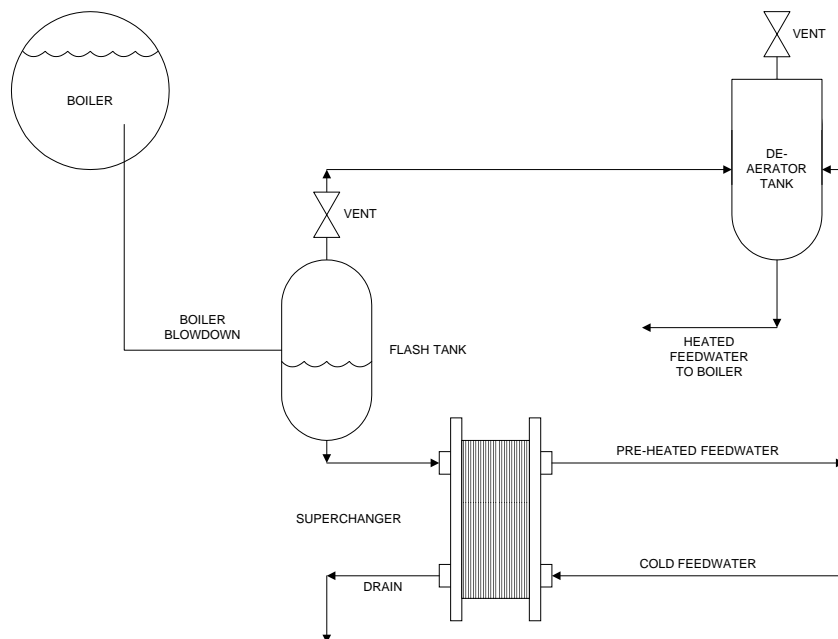 VENT
BOILER
DE-
AERATOR
TANK
VENT
BOILER
BLOWDOWN
FLASH TANK
HEATED
FEEDWATER
TO BOILER
PRE-HEATED FEEDWATER
SUPERCHANGER
COLD FEEDWATER
DRAIN